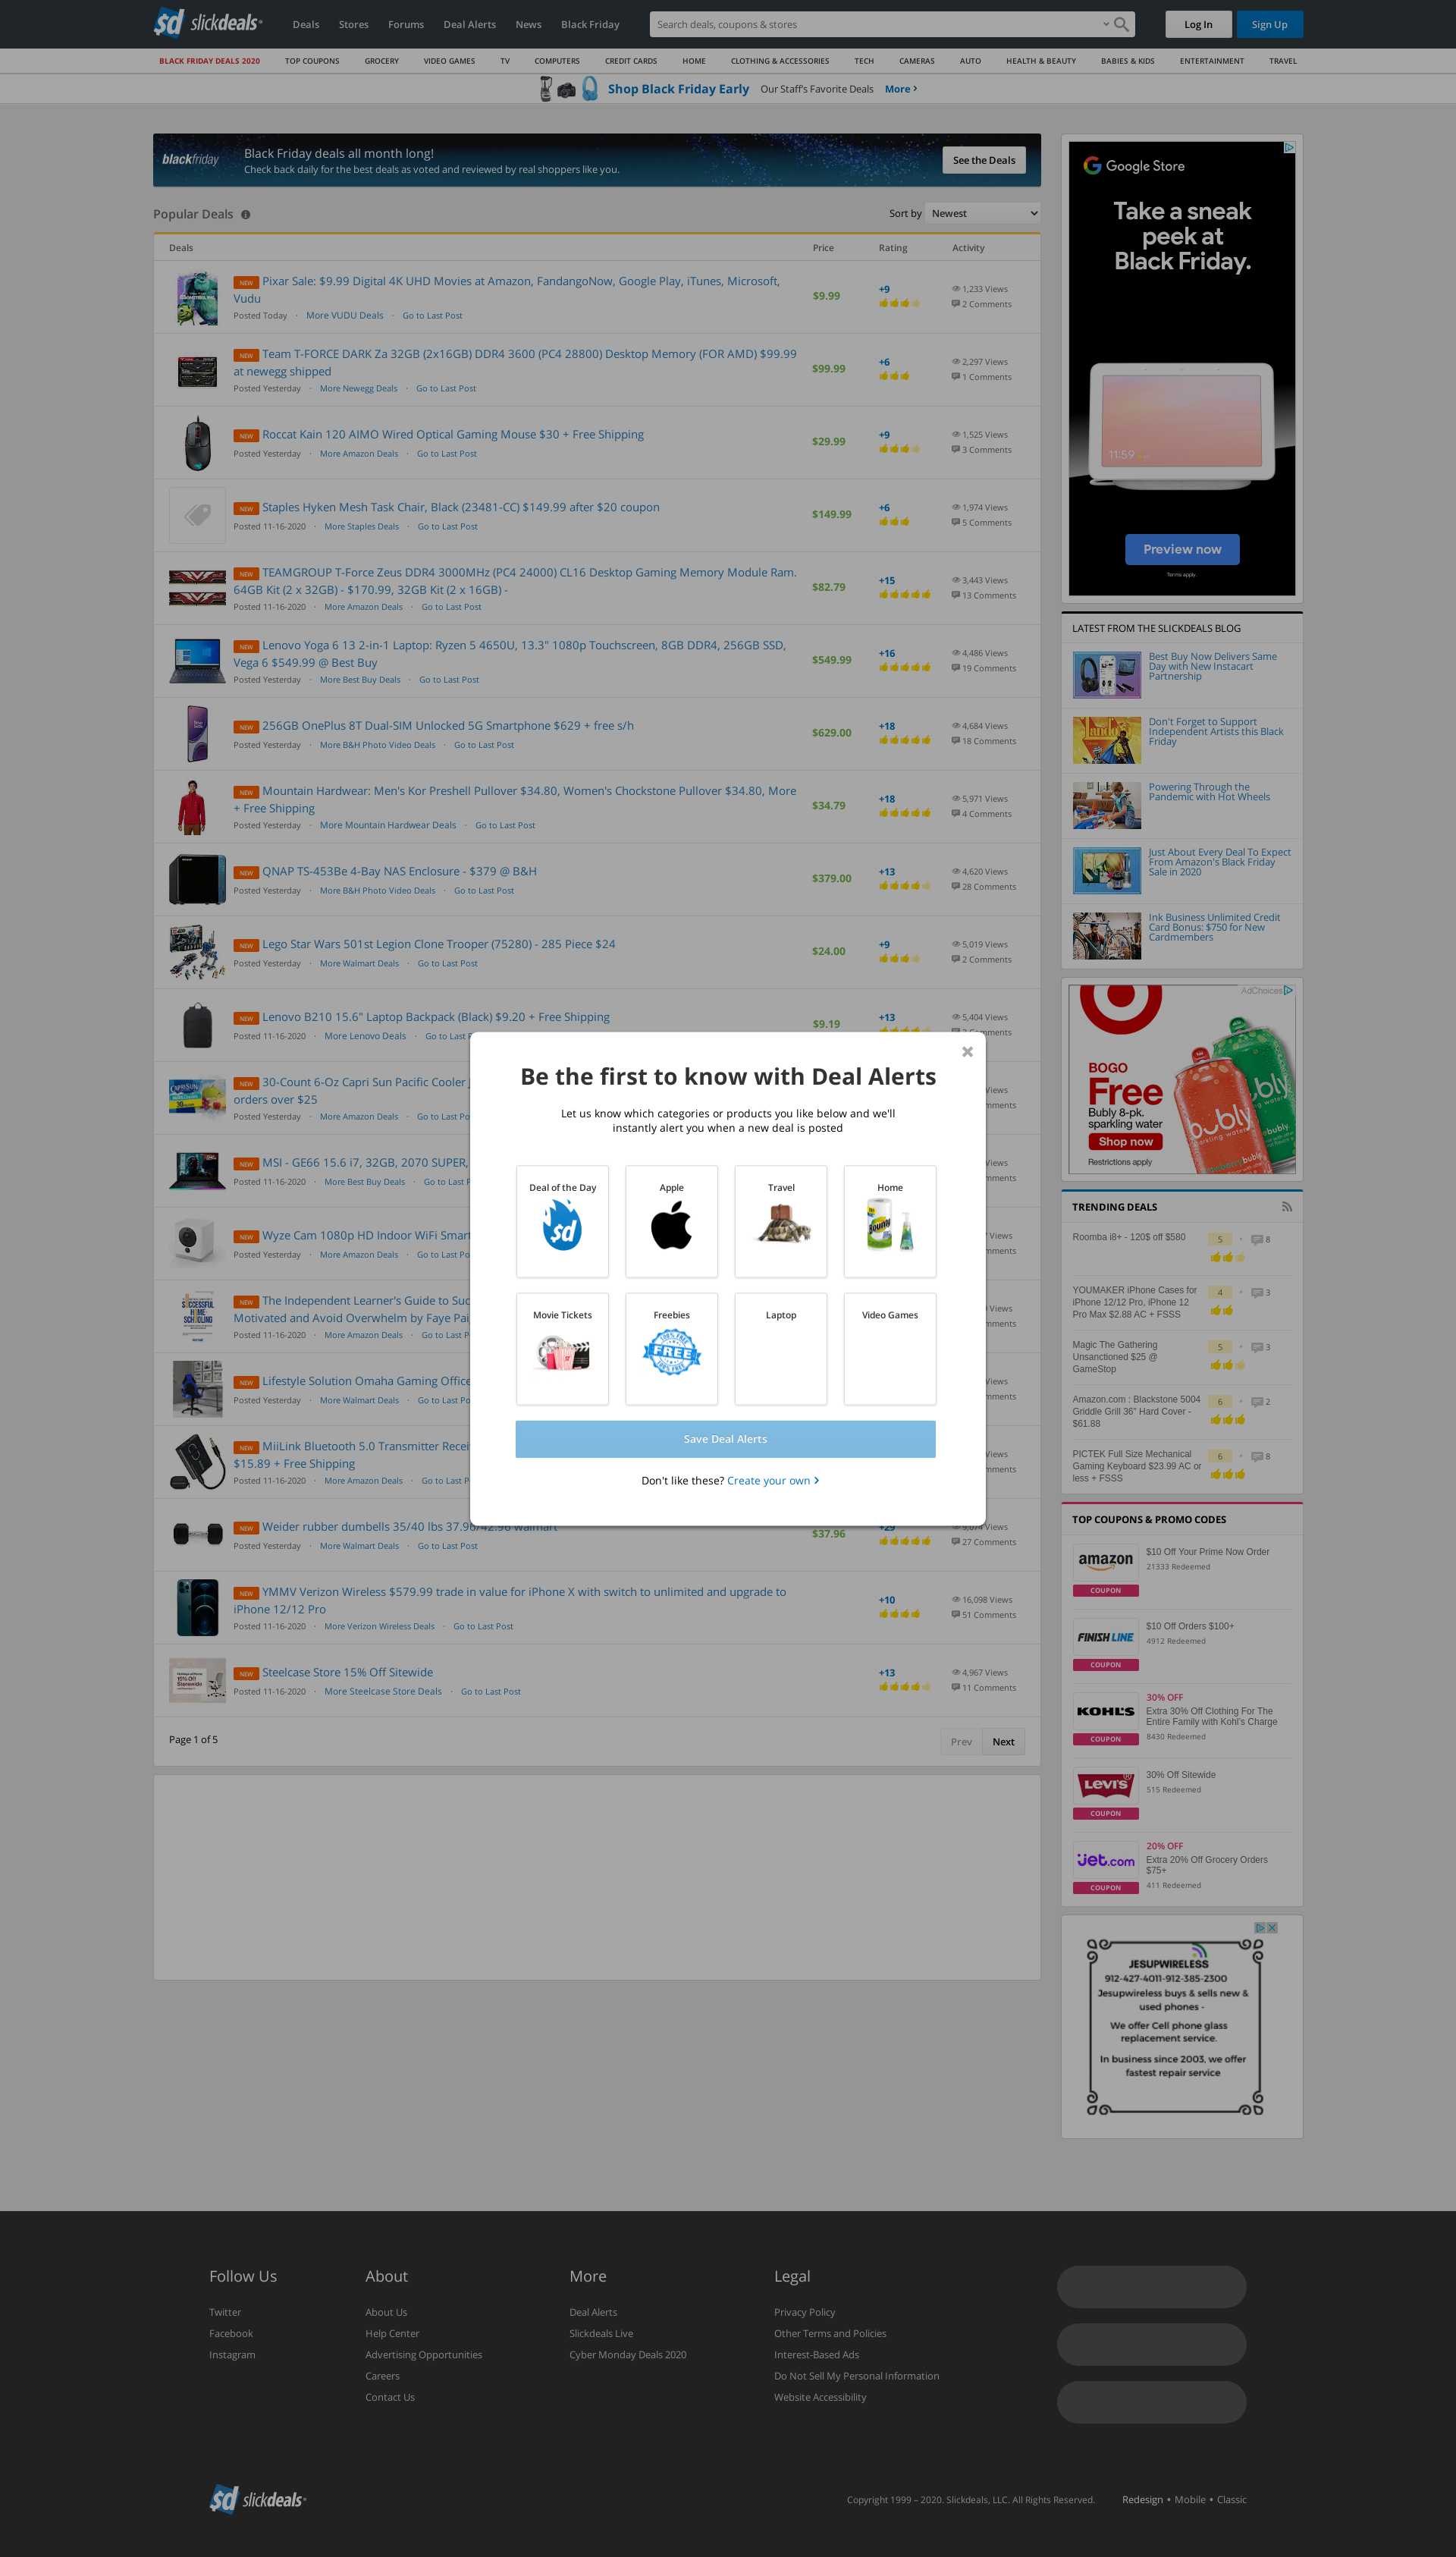 slickdeals
Deals
Stores
Forums
Deal Alerts
News
Black Friday
Search deals, coupons & stores
Log In
Sign Up
BLACK FRIDAY DEALS 2020
TOP COUPONS
GROCERY
VIDEO GAMES
TV
COMPUTERS
CREDIT CARDS
HOME
CLOTHING & ACCESSORIES
TECH
CAMERAS
AUTO
HEALTH & BEAUTY
BABIES & KIDS
ENTERTAINMENT
TRAVEL
Shop Black Friday Early Our Staff's Favorite Deals More
blackfriday
Black Friday deals all month long!
Check back daily for the best deals as voted and reviewed by real shoppers like you.
See the Deals
Popular Deals
Sort by Newest
Deals Price Rating Activity
NEW Pixar Sale: $9.99 Digital 4K UHD Movies at Amazon, FandangoNow, Google Play, iTunes, Microsoft,
Vudu
Posted Today · More VUDU Deals · Go to Last Post
$9.99
+9
1,233 Views
2 Comments
NEW Team T-FORCE DARK Za 32GB (2x16GB) DDR4 3600 (PC4 28800) Desktop Memory (FOR AMD) $99.99
at newegg shipped
Posted Yesterday · More Newegg Deals · Go to Last Post
$99.99
+6
2,297 Views
1 Comments
NEW Roccat Kain 120 AIMO Wired Optical Gaming Mouse $30 + Free Shipping
Posted Yesterday · More Amazon Deals · Go to Last Post
$29.99
+9
1,525 Views
3 Comments
NEW Staples Hyken Mesh Task Chair, Black (23481-CC) $149.99 after $20 coupon
Posted 11-16-2020 · More Staples Deals · Go to Last Post
$149.99
+6
1,974 Views
5 Comments
NEW TEAMGROUP T-Force Zeus DDR4 3000MHz (PC4 24000) CL16 Desktop Gaming Memory Module Ram.
64GB Kit (2 x 32GB) - $170.99, 32GB Kit (2 x 16GB) -
Posted 11-16-2020 · More Amazon Deals · Go to Last Post
$82.79
+15
3,443 Views
13 Comments
NEW Lenovo Yoga 6 13 2-in-1 Laptop: Ryzen 5 4650U, 13.3" 1080p Touchscreen, 8GB DDR4, 256GB SSD,
Vega 6 $549.99 @ Best Buy
Posted Yesterday · More Best Buy Deals · Go to Last Post
$549.99
+16
4,486 Views
19 Comments
NEW 256GB OnePlus 8T Dual-SIM Unlocked 5G Smartphone $629 + free s/h
Posted Yesterday · More B&H Photo Video Deals · Go to Last Post
$629.00
+18
4,684 Views
18 Comments
NEW Mountain Hardwear: Men's Kor Preshell Pullover $34.80, Women's Chockstone Pullover $34.80, More
+ Free Shipping
Posted Yesterday · More Mountain Hardwear Deals · Go to Last Post
$34.79
+18
5,971 Views
4 Comments
NEW QNAP TS-453Be 4-Bay NAS Enclosure - $379 @ B&H
Posted Yesterday · More B&H Photo Video Deals · Go to Last Post
$379.00
+13
4,620 Views
28 Comments
NEW Lego Star Wars 501st Legion Clone Trooper (75280) - 285 Piece $24
Posted Yesterday · More Walmart Deals · Go to Last Post
$24.00
+9
5,019 Views
2 Comments
NEW Lenovo B210 15.6" Laptop Backpack (Black) $9.20 + Free Shipping
Posted 11-16-2020 · More Lenovo Deals · Go to Last
$9.19
+13
5,404 Views
NEW 30-Count 6-Oz Capri Sun Pacific Cooler
orders over $25
Posted Yesterday · More Amazon Deals · Go to Last
NEW MSI - GE66 15.6 i7, 32GB, 2070 SUPER,
Posted 11-16-2020 · More Best Buy Deals · Go to Last
NEW Wyze Cam 1080p HD Indoor WiFi Smart
Posted Yesterday · More Amazon Deals · Go to Last
NEW The Independent Learner's Guide to Suc
Motivated and Avoid Overwhelm by Faye Pai
Posted 11-16-2020 · More Amazon Deals · Go to Last
NEW Lifestyle Solution Omaha Gaming Office
Posted Yesterday · More Walmart Deals · Go to Last
NEW MiiLink Bluetooth 5.0 Transmitter Recei
$15.89 + Free Shipping
Posted 11-16-2020 · More Amazon Deals · Go to Last
NEW Weider rubber dumbells 35/40 lbs 37.96/42.96 walmart
Posted Yesterday · More Walmart Deals · Go to Last Post
$37.96
+29
27 Comments
NEW YMMV Verizon Wireless $579.99 trade in value for iPhone X with switch to unlimited and upgrade to
iPhone 12/12 Pro
Posted 11-16-2020 · More Verizon Wireless Deals · Go to Last Post
+10
16,098 Views
51 Comments
NEW Steelcase Store 15% Off Sitewide
Posted 11-16-2020 · More Steelcase Store Deals · Go to Last Post
+13
4,967 Views
11 Comments
Page 1 of 5
Prev Next
Be the first to know with Deal Alerts
Let us know which categories or products you like below and we'll
instantly alert you when a new deal is posted
Deal of the Day
Apple
Travel
Home
Bounty
Movie Tickets
Freebies
FREE
Laptop
Video Games
Save Deal Alerts
Don't like these? Create your own
Google Store
Take a sneak
peek at
Black Friday.
11:59
Preview now
Terms apply.
LATEST FROM THE SLICKDEALS BLOG
Best Buy Now Delivers Same
Day with New Instacart
Partnership
Don't Forget to Support
Independent Artists this Black
Friday
Powering Through the
Pandemic with Hot Wheels
Just About Every Deal To Expect
From Amazon's Black Friday
Sale in 2020
Ink Business Unlimited Credit
Card Bonus: $750 for New
Cardmembers
AdChoices
BOGO
Free
Bubly 8-pk.
sparkling water
Shop now
Restrictions apply
bubly
bubly
TRENDING DEALS
Roomba i8+ - 120$ off $580
5 · 8
YOUMAKER iPhone Cases for
iPhone 12/12 Pro, iPhone 12
Pro Max $2.88 AC + FSSS
4 · 3
Magic The Gathering
Unsanctioned $25 @
GameStop
5 · 3
Amazon.com : Blackstone 5004
Griddle Grill 36" Hard Cover -
$61.88
6 · 2
PICTEK Full Size Mechanical
Gaming Keyboard $23.99 AC or
less + FSSS
6 · 8
TOP COUPONS & PROMO CODES
amazon
COUPON
$10 Off Your Prime Now Order
21333 Redeemed
FINISH LINE
COUPON
$10 Off Orders $100+
4912 Redeemed
KOHL'S
COUPON
30% OFF
Extra 30% Off Clothing For The
Entire Family with Kohl's Charge
8430 Redeemed
Levi's
COUPON
30% Off Sitewide
515 Redeemed
jet.com
COUPON
20% OFF
Extra 20% Off Grocery Orders
$75+
411 Redeemed
JESUPWIRELESS
912-427-4011-912-385-2300
Jesupwireless buys & sells new &
used phones -
We offer Cell phone glass
replacement service.
In business since 2003, we offer
fastest repair service
Follow Us
Twitter
Facebook
Instagram
About
About Us
Help Center
Advertising Opportunities
Careers
Contact Us
More
Deal Alerts
Slickdeals Live
Cyber Monday Deals 2020
Legal
Privacy Policy
Other Terms and Policies
Interest-Based Ads
Do Not Sell My Personal Information
Website Accessibility
slickdeals
Copyright 1999 – 2020. Slickdeals, LLC. All Rights Reserved.
Redesign • Mobile • Classic